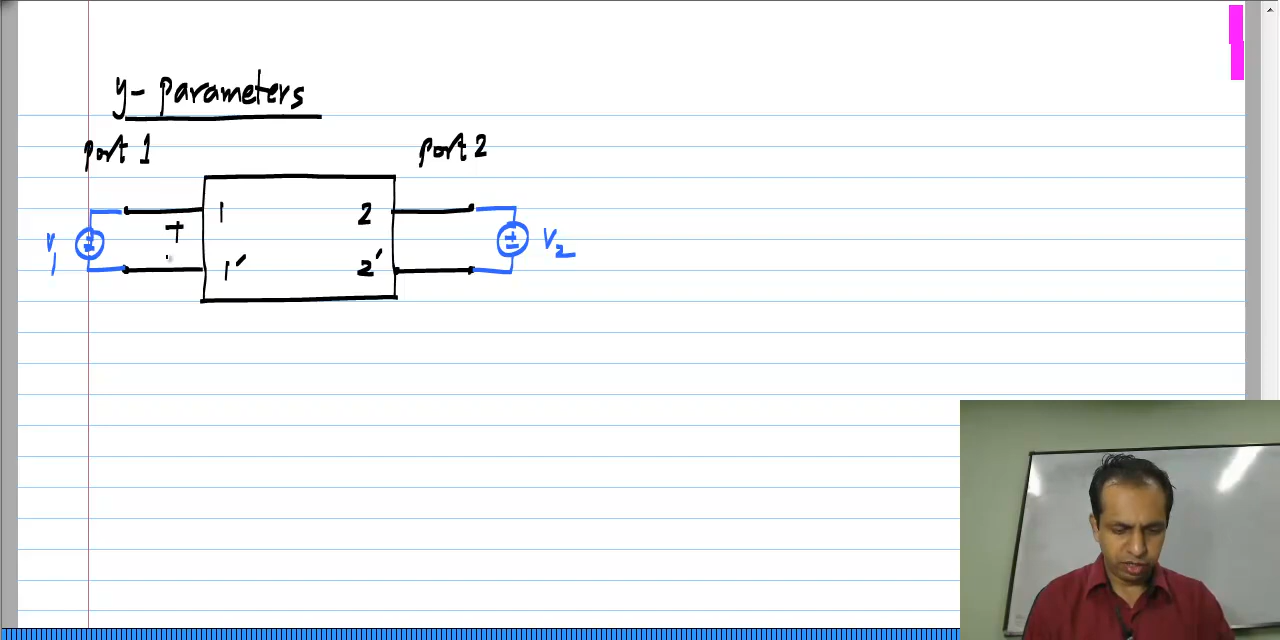 y- parameters
port 1 port 2
1 2
+
V1 ± ± V2
1' 2'